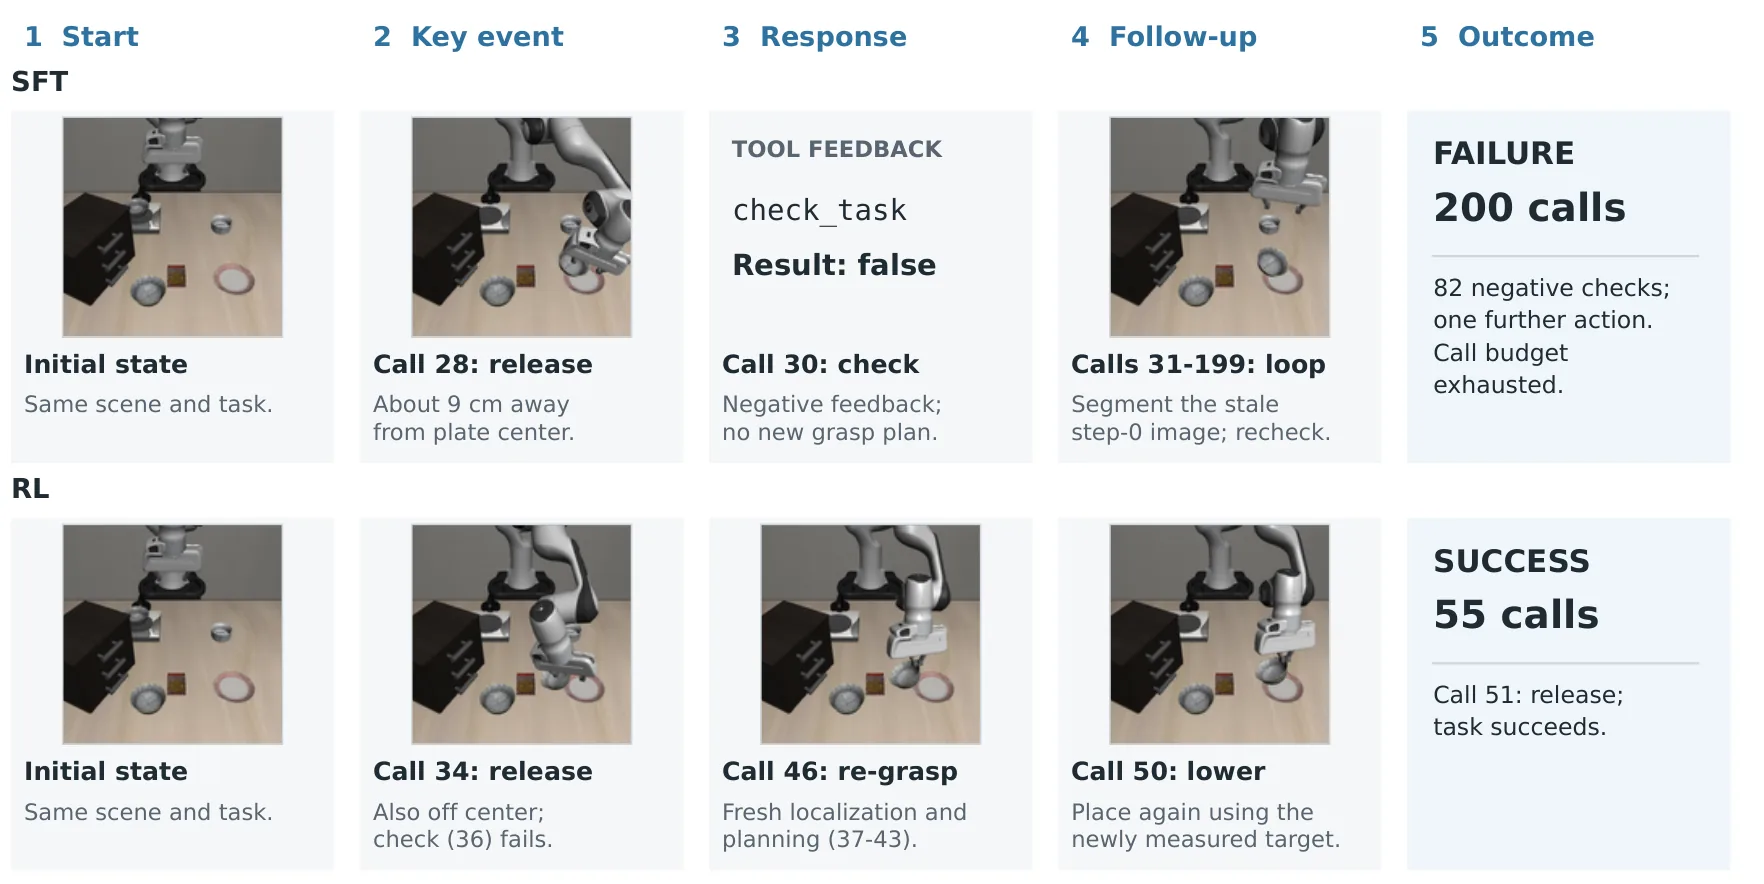 1 Start
2 Key event
3 Response
4 Follow-up
5 Outcome
SFT
Initial state
Same scene and task.
Call 28: release
About 9 cm away
from plate center.
TOOL FEEDBACK
check_task
Result: false
Call 30: check
Negative feedback;
no new grasp plan.
Calls 31-199: loop
Segment the stale
step-0 image; recheck.
FAILURE
200 calls
82 negative checks;
one further action.
Call budget
exhausted.
RL
Initial state
Same scene and task.
Call 34: release
Also off center;
check (36) fails.
Call 46: re-grasp
Fresh localization and
planning (37-43).
Call 50: lower
Place again using the
newly measured target.
SUCCESS
55 calls
Call 51: release;
task succeeds.